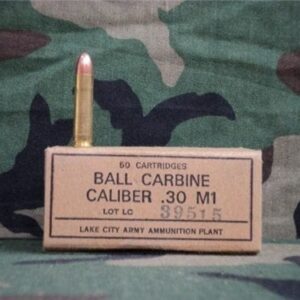 50 CARTRIDGES
BALL CARBINE
CALIBER .30 M1
LOT LC 39515
LAKE CITY ARMY AMMUNITION PLANT